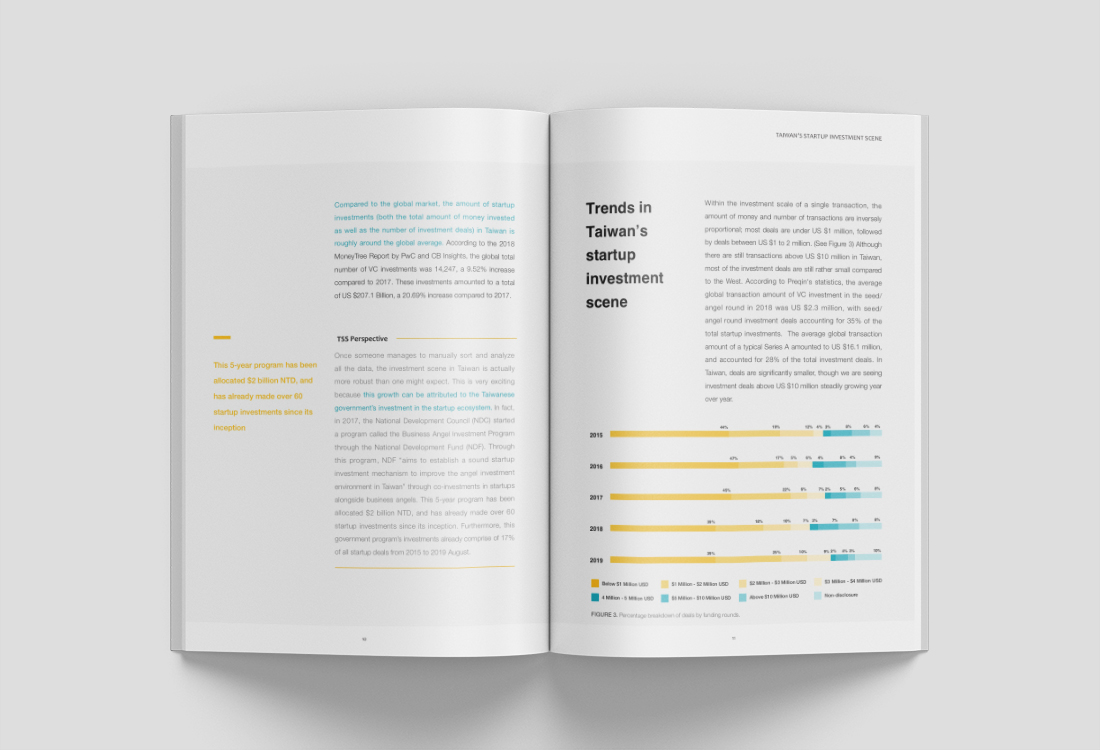 Compared to the global market, the amount of startup
investments (both the total amount of money invested
as well as the number of investment deals) in Taiwan is
roughly around the global average. According to the 2018
MoneyTree Report by PwC and CB Insights, the global total
number of VC investments was 14,247, a 9.52% increase
compared to 2017. These investments amounted to a total
of US $207.1 Billion, a 20.69% increase compared to 2017.
This 5-year program has been
allocated $2 billion NTD, and
has already made over 60
startup investments since its
inception
TSS Perspective
Once someone manages to manually sort and analyze
all the data, the investment scene in Taiwan is actually
more robust than one might expect. This is very exciting
because this growth can be attributed to the Taiwanese
government's investment in the startup ecosystem. In fact,
in 2017, the National Development Council (NDC) started
a program called the Business Angel Investment Program
through the National Development Fund (NDF). Through
this program, NDF "aims to establish a sound startup
investment mechanism to improve the angel investment
environment in Taiwan" through co-investments in startups
alongside business angels. This 5-year program has been
allocated $2 billion NTD, and has already made over 60
startup investments since its inception. Furthermore, this
government program's investments already comprise of 17%
of all startup deals from 2015 to 2019 August.
TAIWAN'S STARTUP INVESTMENT SCENE
Trends in
Taiwan's
startup
investment
scene
Within the investment scale of a single transaction, the
amount of money and number of transactions are inversely
proportional; most deals are under US $1 million, followed
by deals between US $1 to 2 million. (See Figure 3) Although
there are still transactions above US $10 million in Taiwan,
most of the investment deals are still rather small compared
to the West. According to Preqin's statistics, the average
global transaction amount of VC investment in the seed/
angel round in 2018 was US $2.3 million, with seed/
angel round investment deals accounting for 35% of the
total startup investments. The average global transaction
amount of a typical Series A amounted to US $16.1 million,
and accounted for 28% of the total investment deals. In
Taiwan, deals are significantly smaller, though we are seeing
investment deals above US $10 million steadily growing year
over year.
2015
2016
2017
2018
2019
Below $1 Million USD
$1 Million - $2 Million USD
$2 Million - $3 Million USD
$3 Million - $4 Million USD
4 Million - 5 Million USD
$5 Million - $10 Million USD
Above $10 Million USD
Non-disclosure
FIGURE 3. Percentage breakdown of deals by funding rounds.